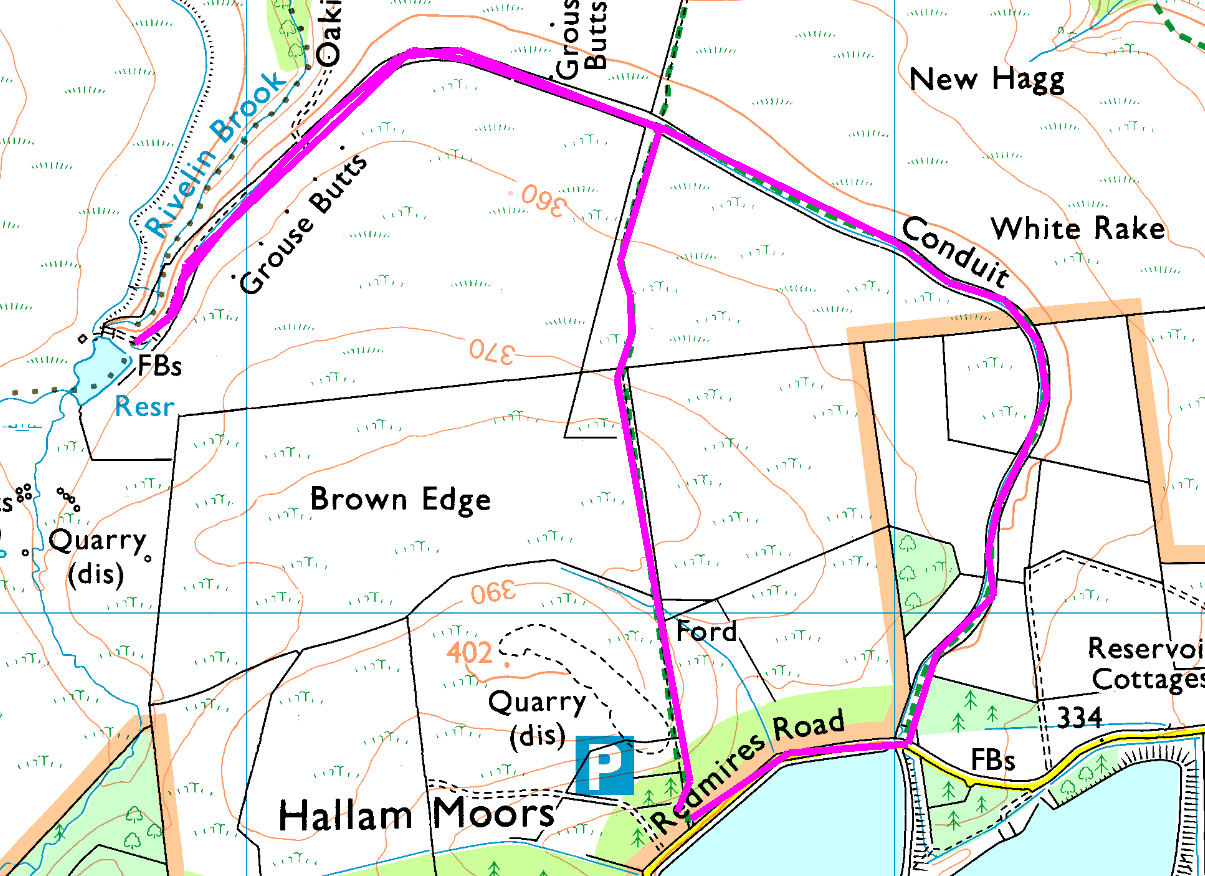 Oaki
Grous
Butts
New Hagg
Rivelin Brook
Grouse Butts
360
White Rake
Conduit
370
FBs
Resr
Brown Edge
Quarry
(dis)
390
Ford
402
Reservoi
Cottages
Quarry
(dis)
334
Redmires Road
P
FBs
Hallam Moors